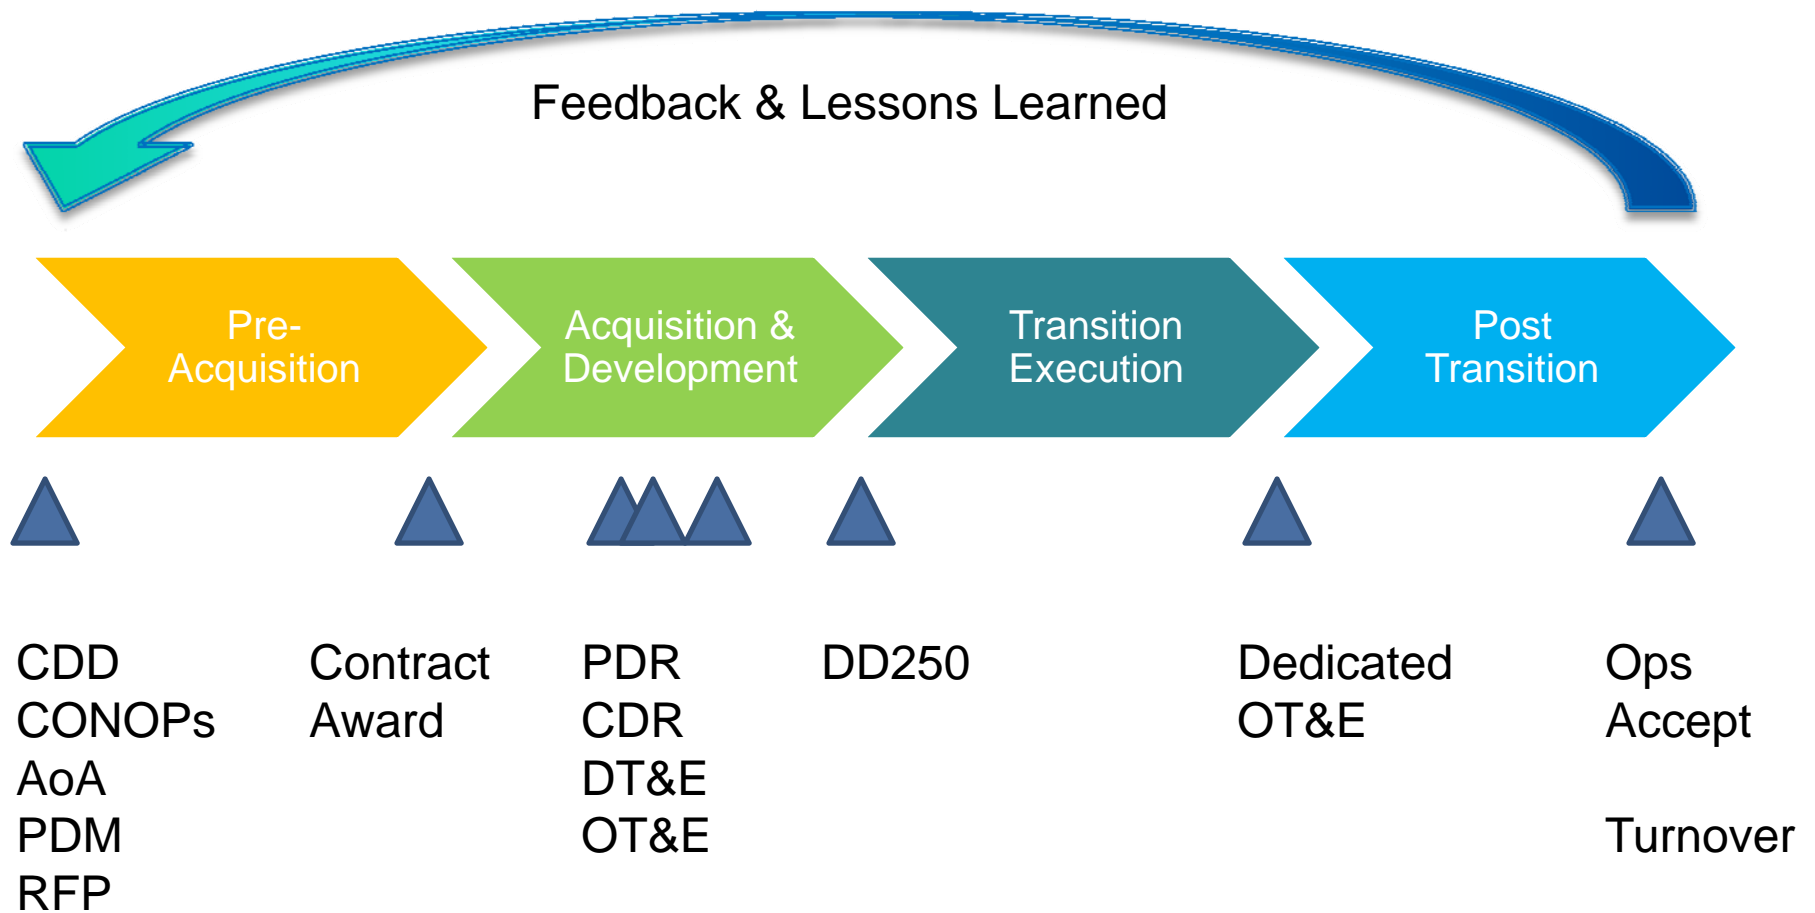 Feedback & Lessons Learned
Pre-
Acquisition
Acquisition &
Development
Transition
Execution
Post
Transition
CDD
CONOPs
AoA
PDM
RFP
Contract
Award
PDR
CDR
DT&E
OT&E
DD250
Dedicated
OT&E
Ops
Accept
Turnover